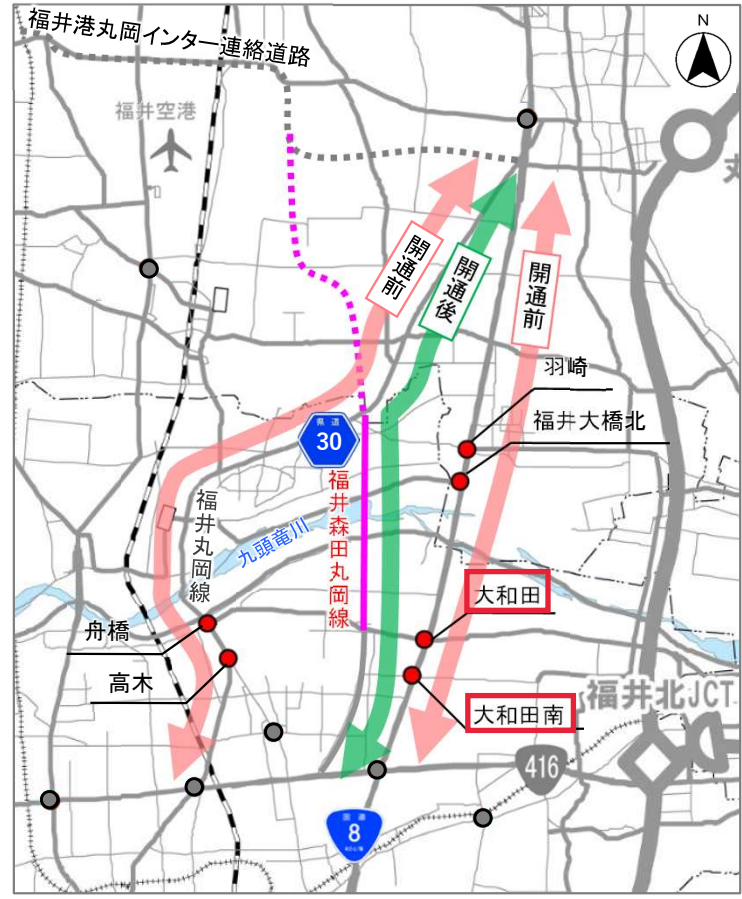 福井港丸岡インター連絡道路
N
福井空港
開通前
開通後
開通前
羽崎
福井大橋北
県道
30
福井森田丸岡線
福井丸岡線
九頭竜川
大和田
舟橋
高木
大和田南
福井北JCT
416
国道
8